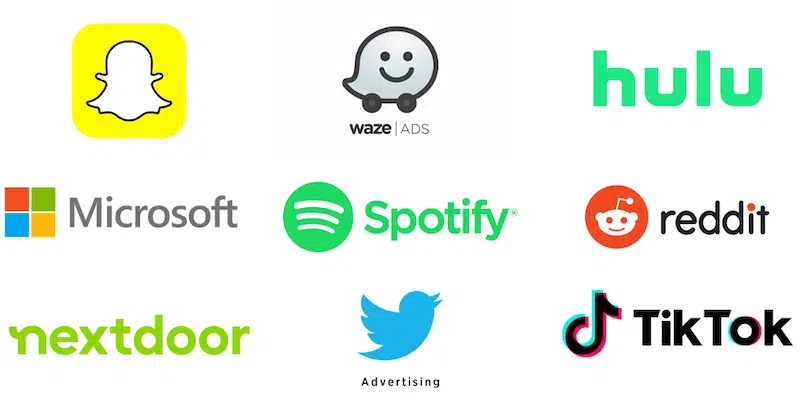 waze | ADS
hulu
Microsoft
Spotify®
reddit
nextdoor
Advertising
TikTok